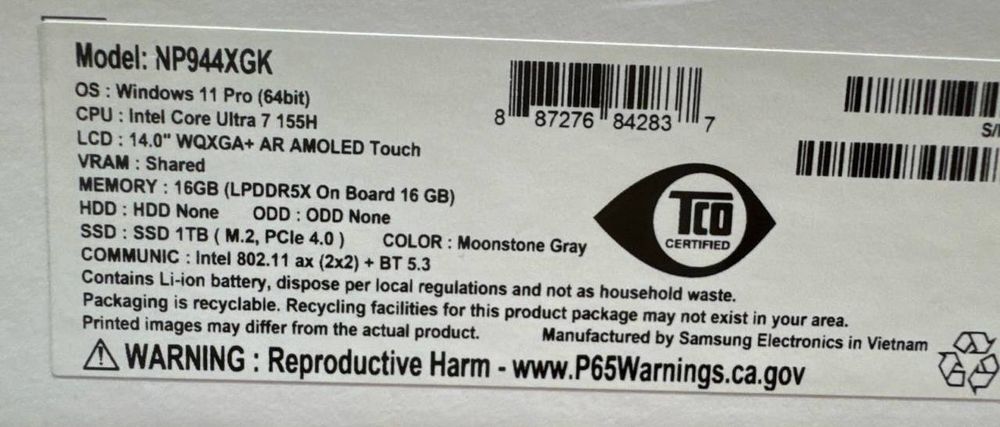 Model: NP944XGK
OS : Windows 11 Pro (64bit)
CPU : Intel Core Ultra 7 155H
LCD : 14.0" WQXGA+ AR AMOLED Touch
VRAM : Shared
MEMORY : 16GB (LPDDR5X On Board 16 GB)
HDD : HDD None ODD : ODD None
SSD : SSD 1TB ( M.2, PCIe 4.0 ) COLOR : Moonstone Gray
COMMUNIC : Intel 802.11 ax (2x2) + BT 5.3
Contains Li-ion battery, dispose per local regulations and not as household waste.
Packaging is recyclable. Recycling facilities for this product package may not exist in your area.
Printed images may differ from the actual product. Manufactured by Samsung Electronics in Vietnam
WARNING : Reproductive Harm - www.P65Warnings.ca.gov
8 87276 84283 7
TCO
CERTIFIED